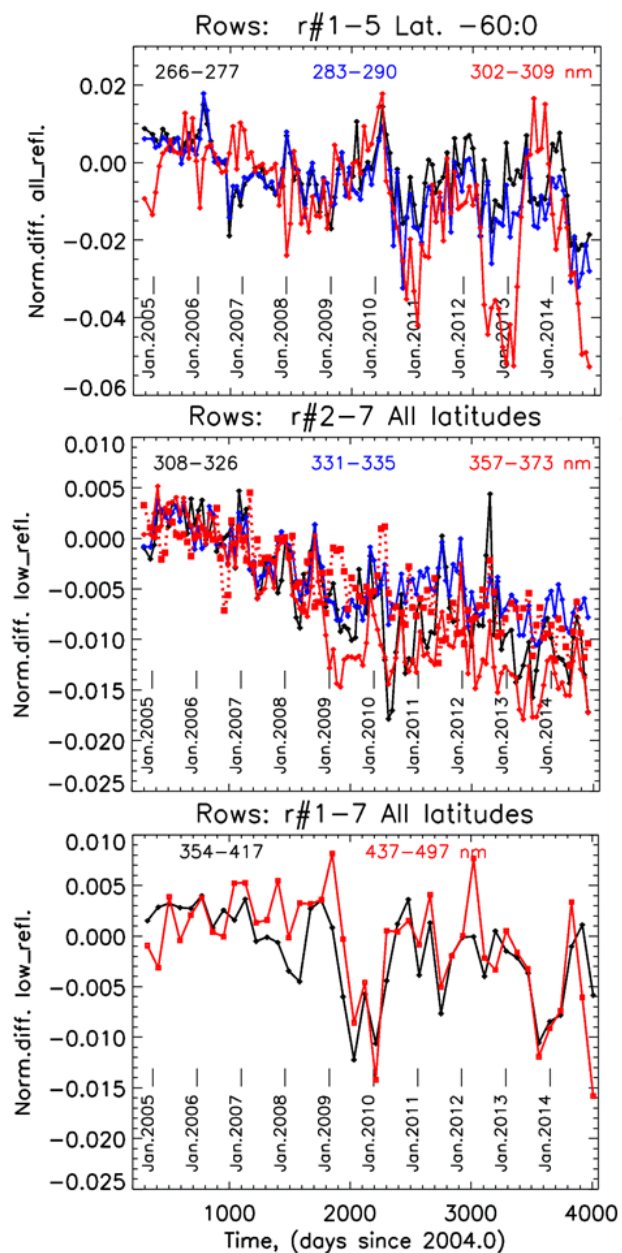 Rows: r#1-5 Lat. -60:0
266-277 283-290 302-309 nm
0.02
0.00
-0.02
-0.04
-0.06
Norm.diff. all_refl.
Jan.2005
Jan.2006
Jan.2007
Jan.2008
Jan.2009
Jan.2010
Jan.2011
Jan.2012
Jan.2013
Jan.2014
Rows: r#2-7 All latitudes
308-326 331-335 357-373 nm
0.010
0.005
0.000
-0.005
-0.010
-0.015
-0.020
-0.025
Norm.diff. low_refl.
Jan.2005
Jan.2006
Jan.2007
Jan.2008
Jan.2009
Jan.2010
Jan.2011
Jan.2012
Jan.2013
Jan.2014
Rows: r#1-7 All latitudes
354-417 437-497 nm
0.010
0.005
0.000
-0.005
-0.010
-0.015
-0.020
-0.025
Norm.diff. low_refl.
Jan.2005
Jan.2006
Jan.2007
Jan.2008
Jan.2009
Jan.2010
Jan.2011
Jan.2012
Jan.2013
Jan.2014
1000 2000 3000 4000
Time, (days since 2004.0)